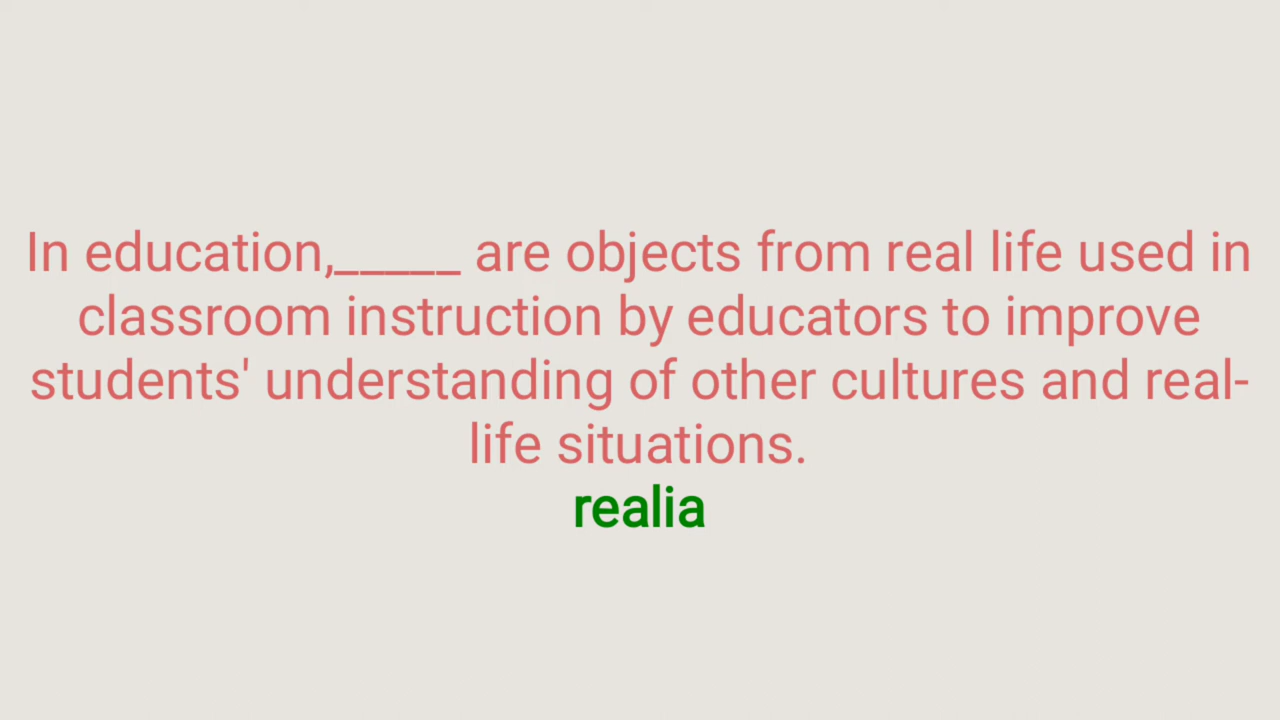 In education,_____ are objects from real life used in
classroom instruction by educators to improve
students' understanding of other cultures and real-
life situations.
realia